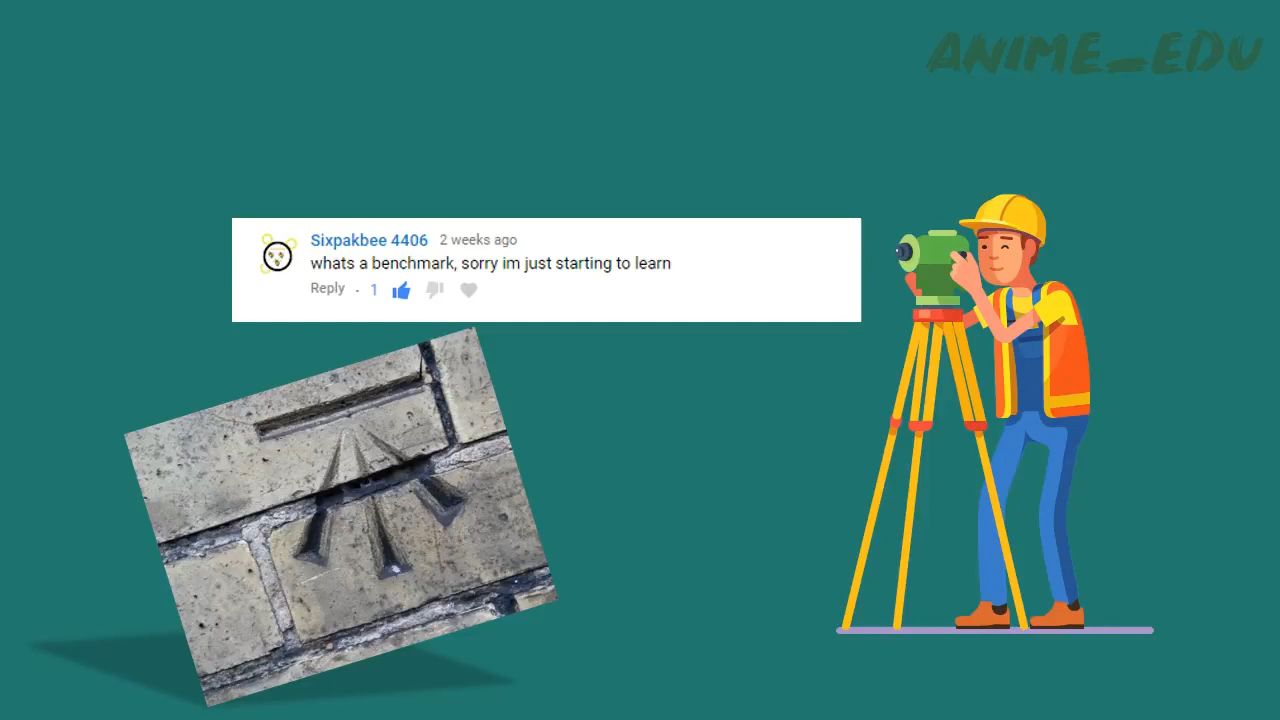 ANIME_EDU
Sixpakbee 4406 2 weeks ago
whats a benchmark, sorry im just starting to learn
Reply · 1